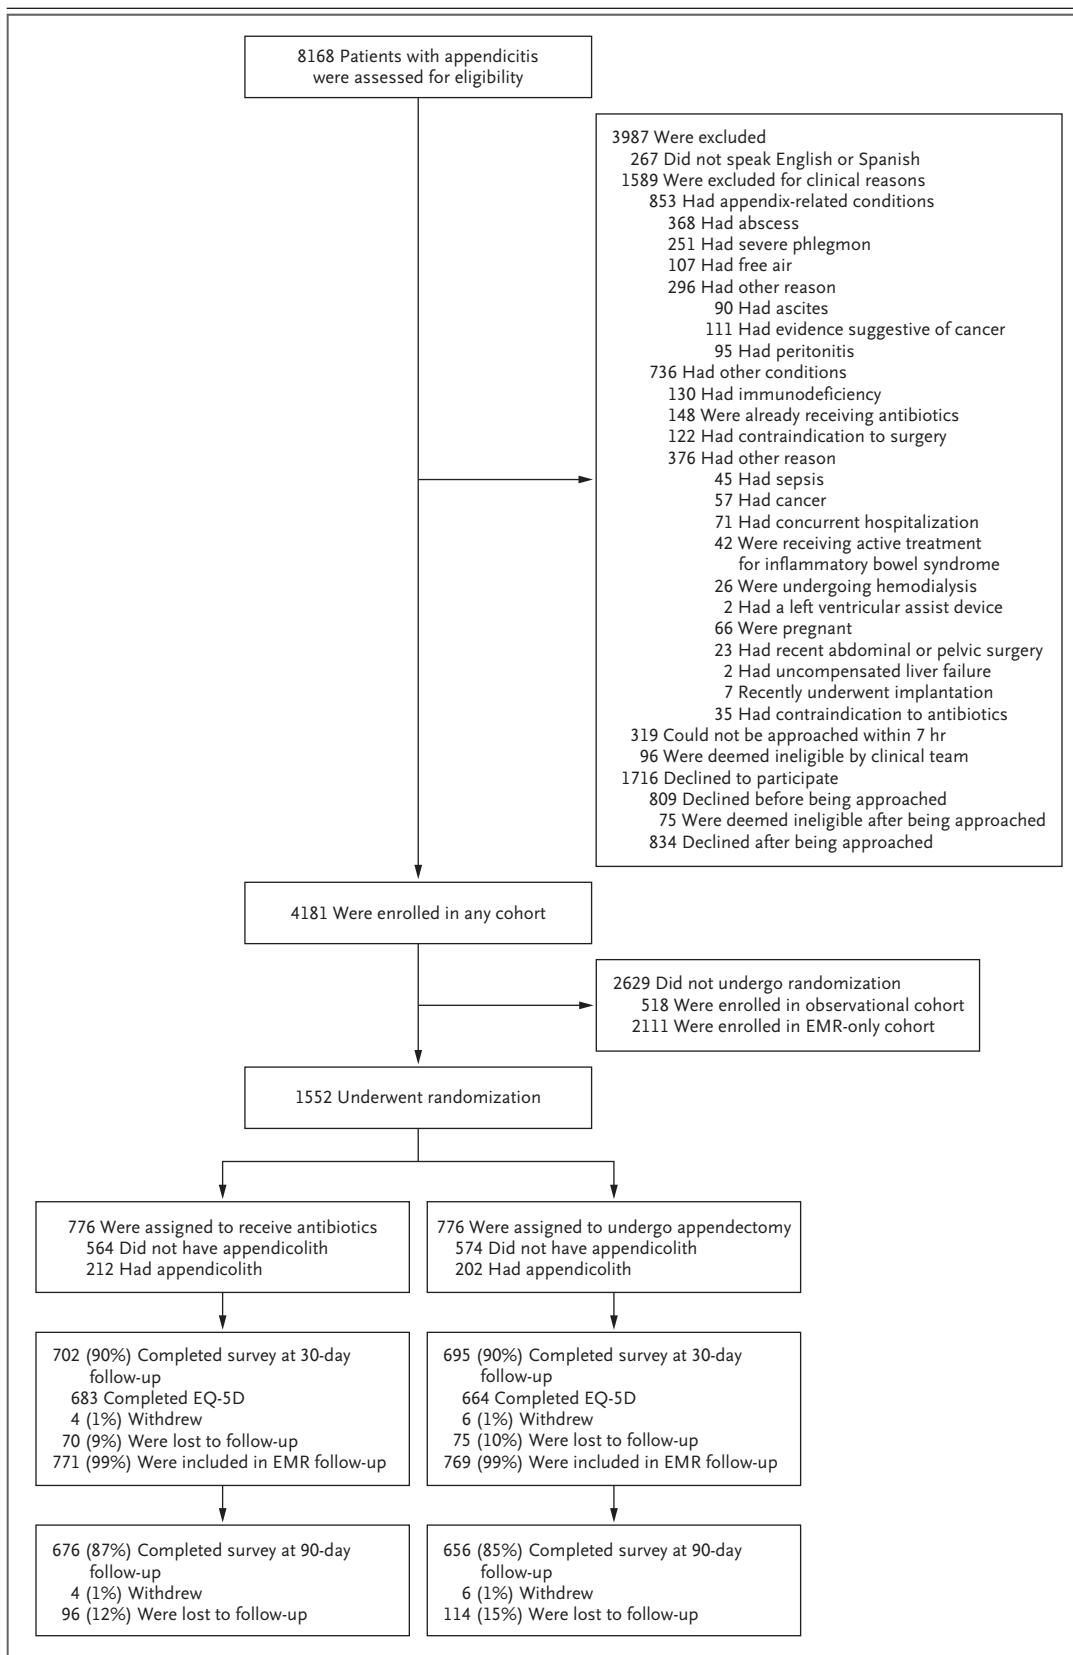 8168 Patients with appendicitis
were assessed for eligibility
3987 Were excluded
267 Did not speak English or Spanish
1589 Were excluded for clinical reasons
853 Had appendix-related conditions
368 Had abscess
251 Had severe phlegmon
107 Had free air
296 Had other reason
90 Had ascites
111 Had evidence suggestive of cancer
95 Had peritonitis
736 Had other conditions
130 Had immunodeficiency
148 Were already receiving antibiotics
122 Had contraindication to surgery
376 Had other reason
45 Had sepsis
57 Had cancer
71 Had concurrent hospitalization
42 Were receiving active treatment
for inflammatory bowel syndrome
26 Were undergoing hemodialysis
2 Had a left ventricular assist device
66 Were pregnant
23 Had recent abdominal or pelvic surgery
2 Had uncompensated liver failure
7 Recently underwent implantation
35 Had contraindication to antibiotics
319 Could not be approached within 7 hr
96 Were deemed ineligible by clinical team
1716 Declined to participate
809 Declined before being approached
75 Were deemed ineligible after being approached
834 Declined after being approached
4181 Were enrolled in any cohort
2629 Did not undergo randomization
518 Were enrolled in observational cohort
2111 Were enrolled in EMR-only cohort
1552 Underwent randomization
776 Were assigned to receive antibiotics
564 Did not have appendicolith
212 Had appendicolith
776 Were assigned to undergo appendectomy
574 Did not have appendicolith
202 Had appendicolith
702 (90%) Completed survey at 30-day
follow-up
683 Completed EQ-5D
4 (1%) Withdrew
70 (9%) Were lost to follow-up
771 (99%) Were included in EMR follow-up
695 (90%) Completed survey at 30-day
follow-up
664 Completed EQ-5D
6 (1%) Withdrew
75 (10%) Were lost to follow-up
769 (99%) Were included in EMR follow-up
676 (87%) Completed survey at 90-day
follow-up
4 (1%) Withdrew
96 (12%) Were lost to follow-up
656 (85%) Completed survey at 90-day
follow-up
6 (1%) Withdrew
114 (15%) Were lost to follow-up